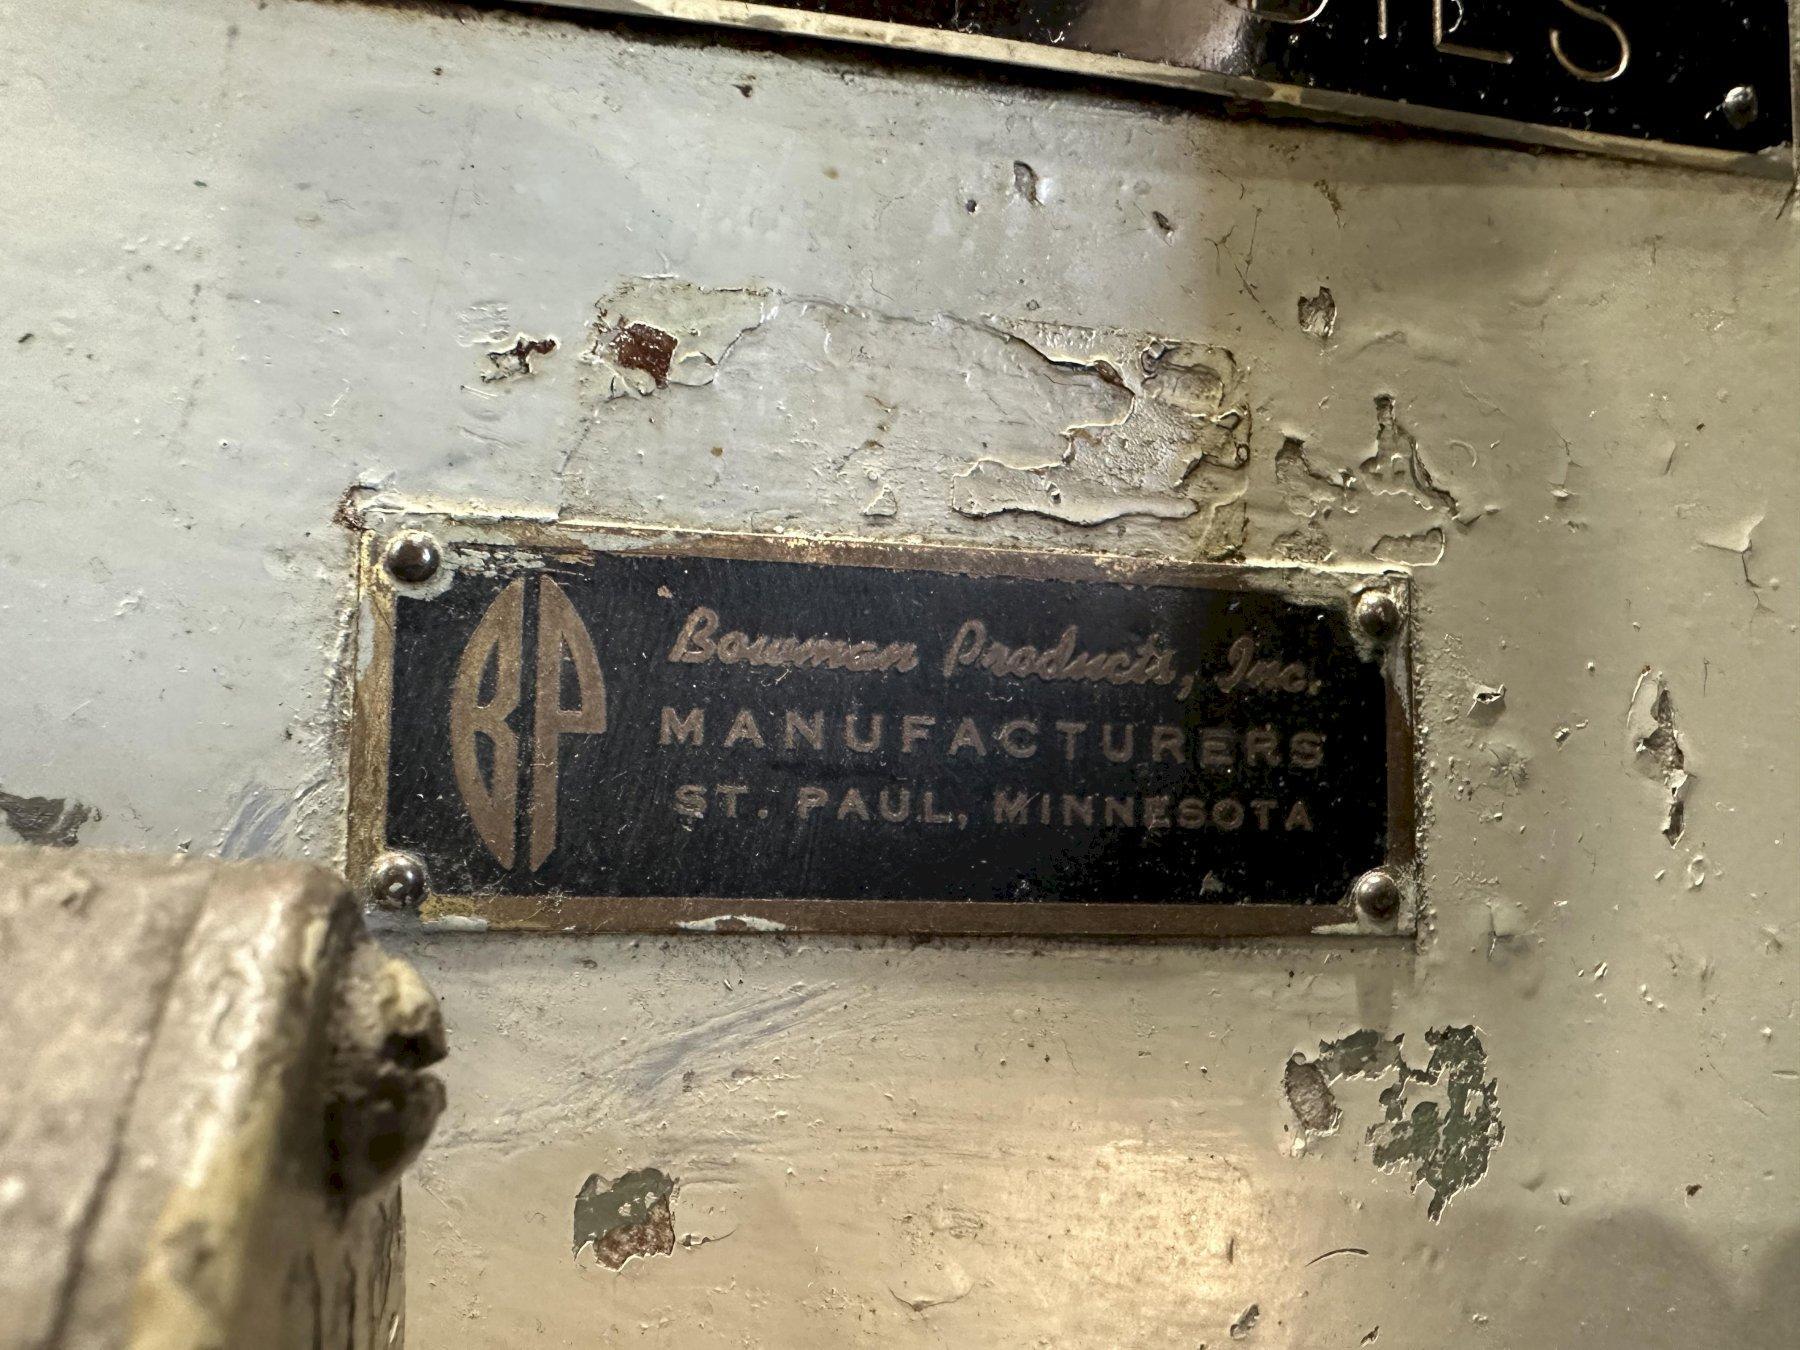 BP
Bowman Products, Inc.
MANUFACTURERS
ST. PAUL, MINNESOTA